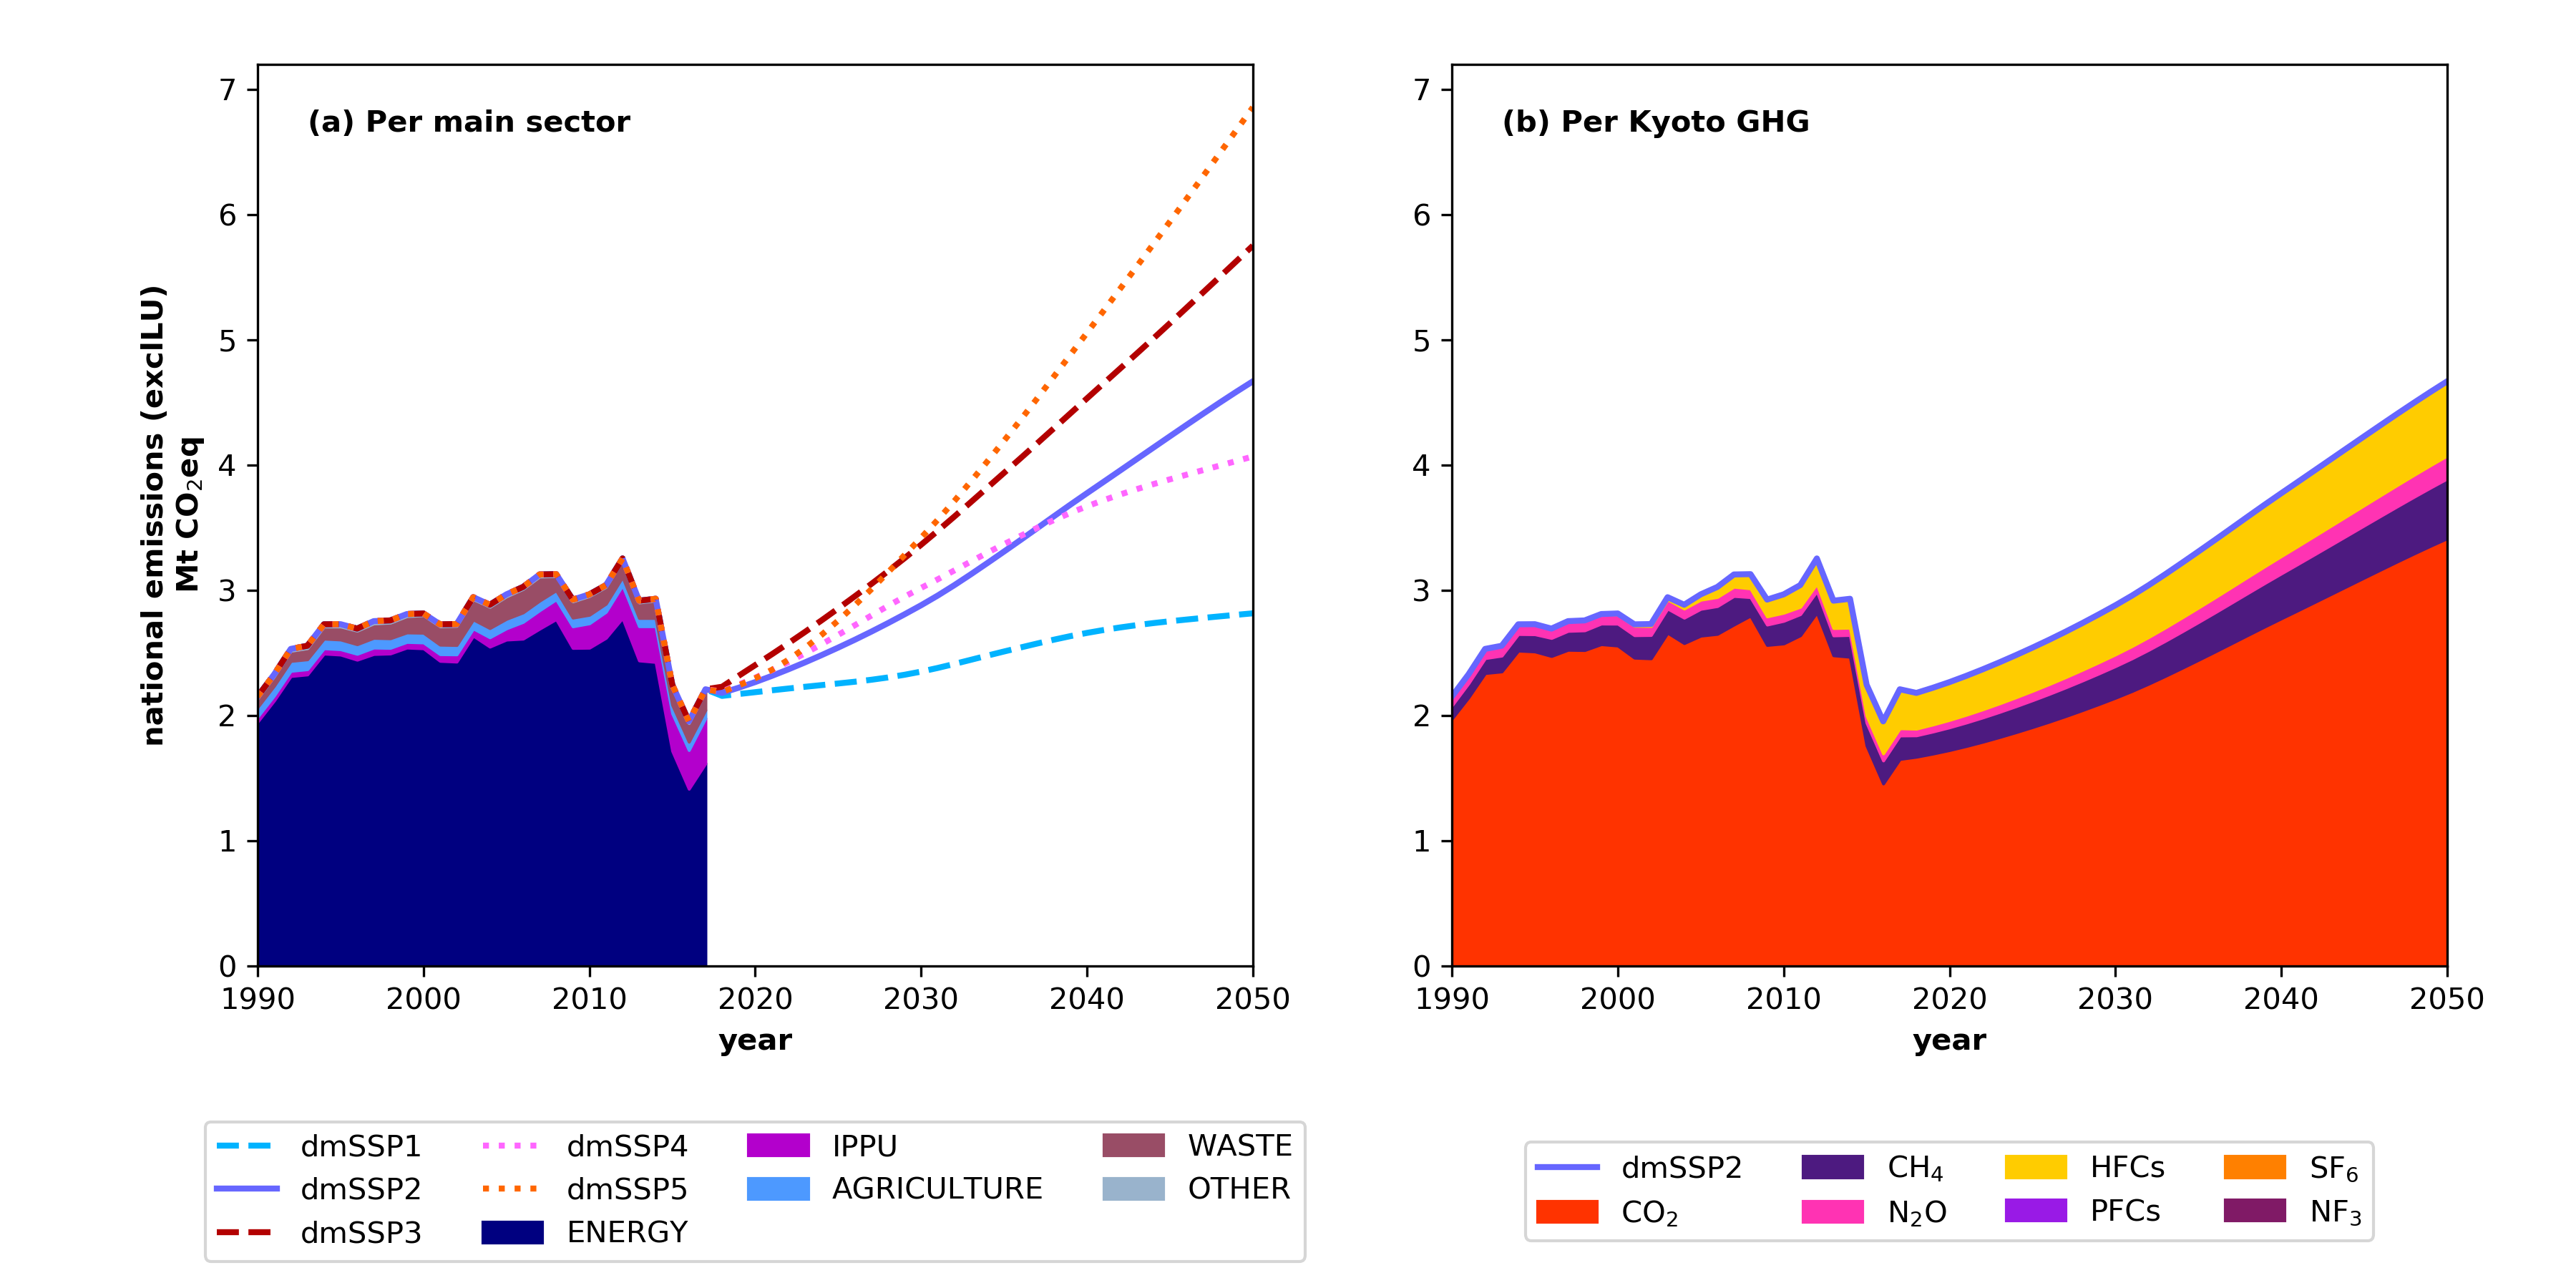 (a) Per main sector
national emissions (exclLU)
Mt CO₂eq
7
6
5
4
3
2
1
0
1990 2000 2010 2020 2030 2040 2050
year
dmSSP1 dmSSP4 IPPU WASTE
dmSSP2 dmSSP5 AGRICULTURE OTHER
dmSSP3 ENERGY
(b) Per Kyoto GHG
7
6
5
4
3
2
1
0
1990 2000 2010 2020 2030 2040 2050
year
dmSSP2 CH₄ HFCs SF₆
CO₂ N₂O PFCs NF₃